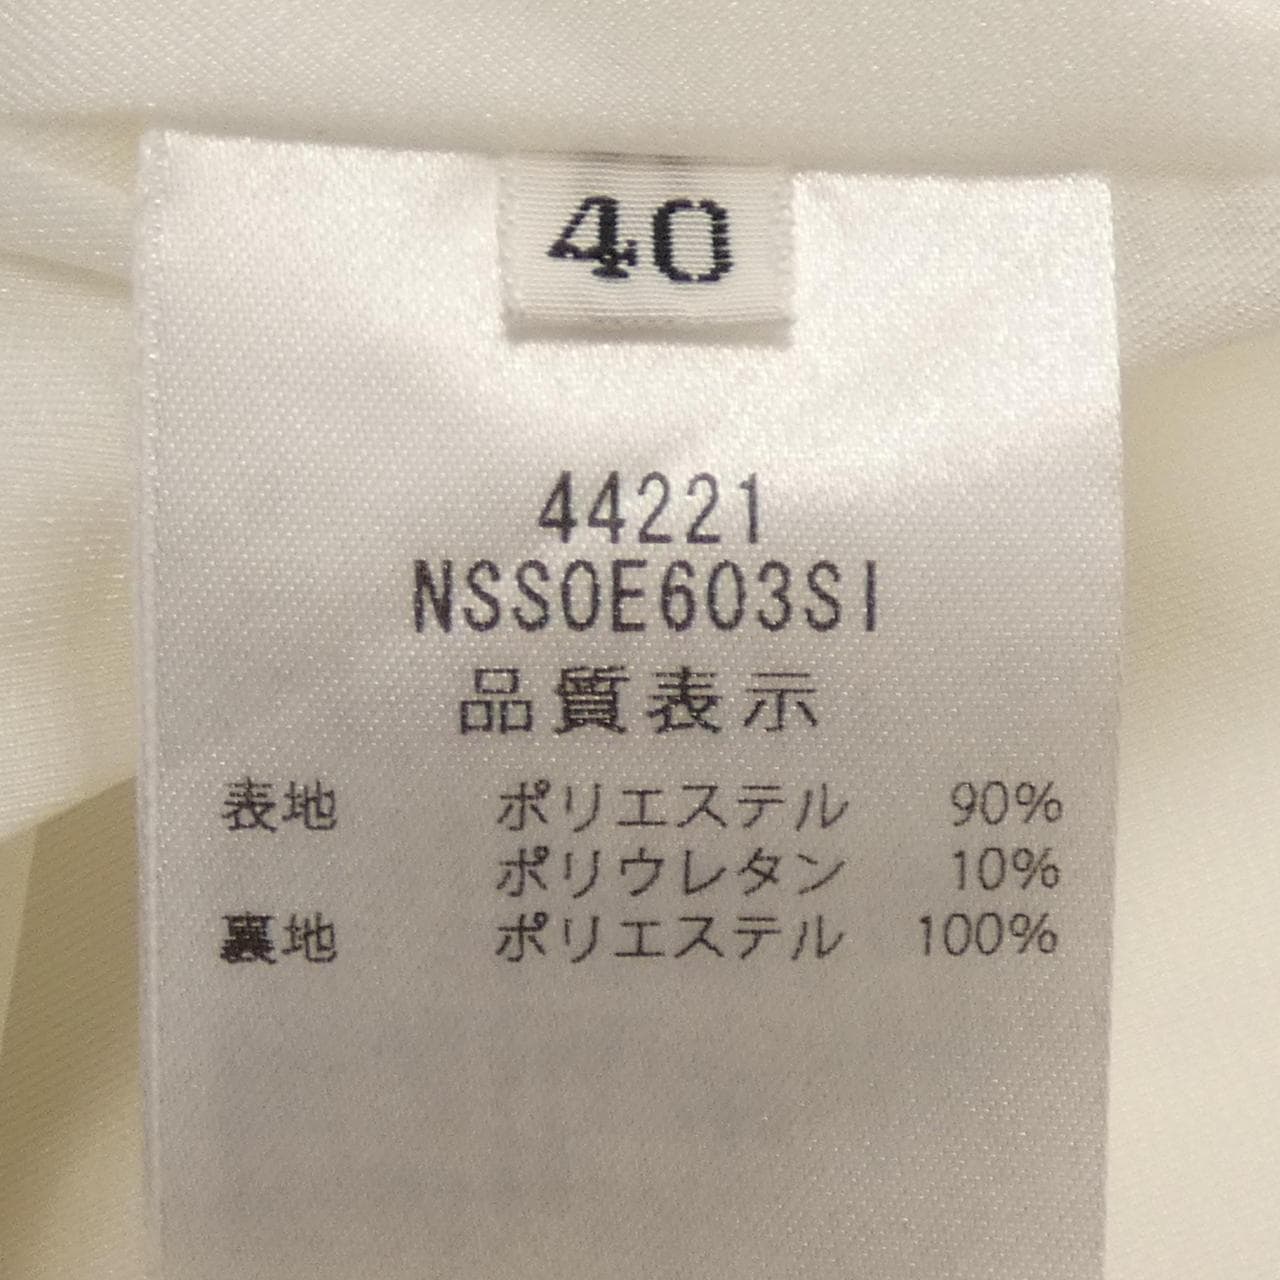 40
44221
NSSOE603SI
品質表示
表地 ポリエステル 90%
ポリウレタン 10%
裏地 ポリエステル 100%